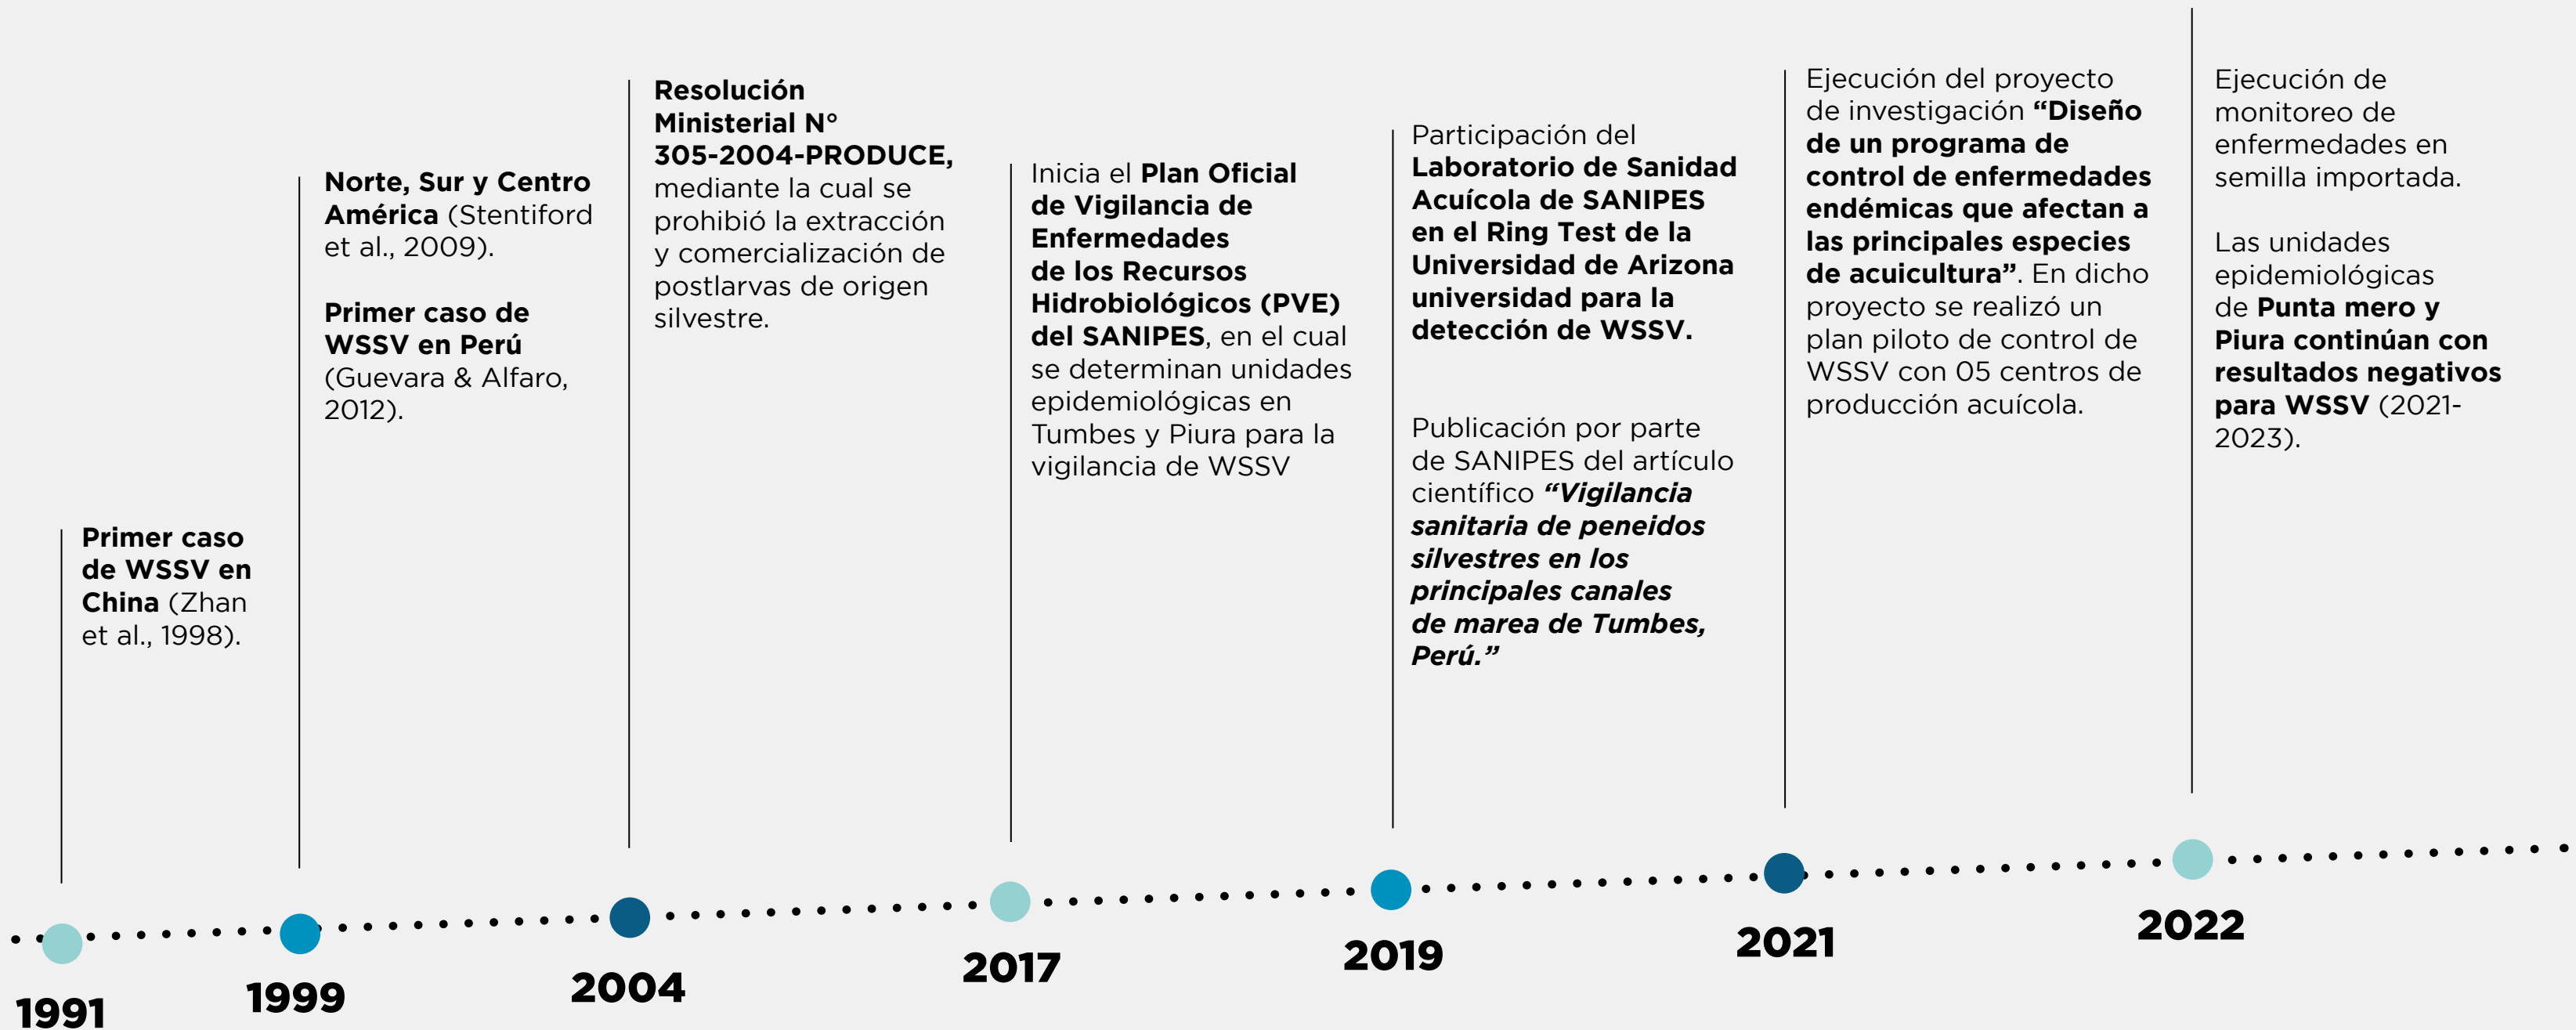 Primer caso
de WSSV en
China (Zhan
et al., 1998).
1991
Norte, Sur y Centro
América (Stentiford
et al., 2009).
Primer caso de
WSSV en Perú
(Guevara & Alfaro,
2012).
1999
Resolución
Ministerial N°
305-2004-PRODUCE,
mediante la cual se
prohibió la extracción
y comercialización de
postlarvas de origen
silvestre.
2004
Inicia el Plan Oficial
de Vigilancia de
Enfermedades
de los Recursos
Hidrobiológicos (PVE)
del SANIPES, en el cual
se determinan unidades
epidemiológicas en
Tumbes y Piura para la
vigilancia de WSSV
2017
Participación del
Laboratorio de Sanidad
Acuícola de SANIPES
en el Ring Test de la
Universidad de Arizona
universidad para la
detección de WSSV.
Publicación por parte
de SANIPES del artículo
científico “Vigilancia
sanitaria de peneidos
silvestres en los
principales canales
de marea de Tumbes,
Perú.”
2019
Ejecución del proyecto
de investigación “Diseño
de un programa de
control de enfermedades
endémicas que afectan a
las principales especies
de acuicultura”. En dicho
proyecto se realizó un
plan piloto de control de
WSSV con 05 centros de
producción acuícola.
2021
Ejecución de
monitoreo de
enfermedades en
semilla importada.
Las unidades
epidemiológicas
de Punta mero y
Piura continúan con
resultados negativos
para WSSV (2021-
2023).
2022